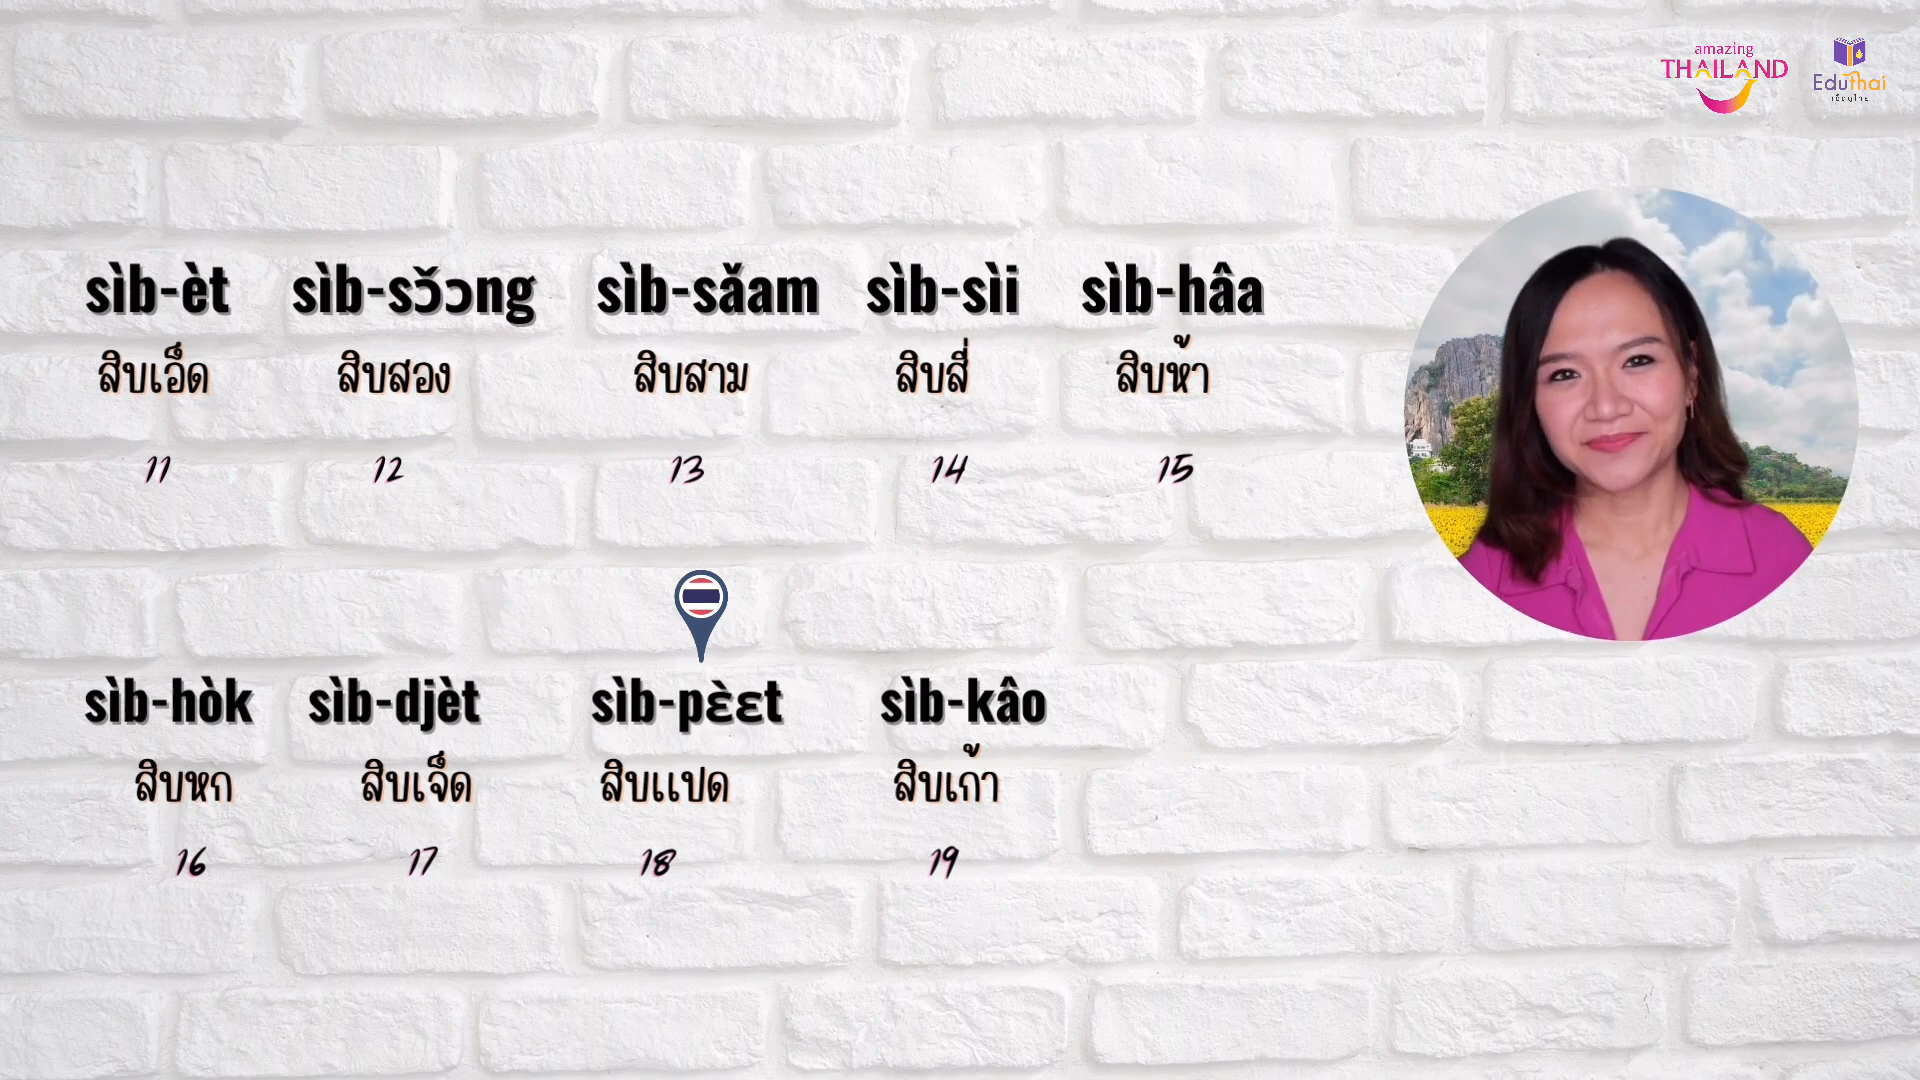 amazing
THAILAND
Eduthai
sìb-èt sìb-sɔ̌ɔng sìb-sǎam sìb-sìi sìb-hâa
สิบเอ็ด สิบสอง สิบสาม สิบสี่ สิบห้า
11 12 13 14 15
sìb-hòk sìb-djèt sìb-pɛ̀ɛt sìb-kâo
สิบหก สิบเจ็ด สิบแปด สิบเก้า
16 17 18 19